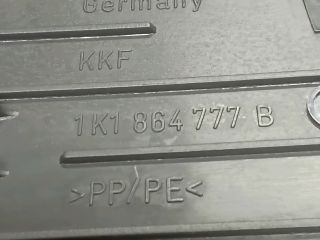 Germany
KKF
1K1 864 777 B
>PP/PE<